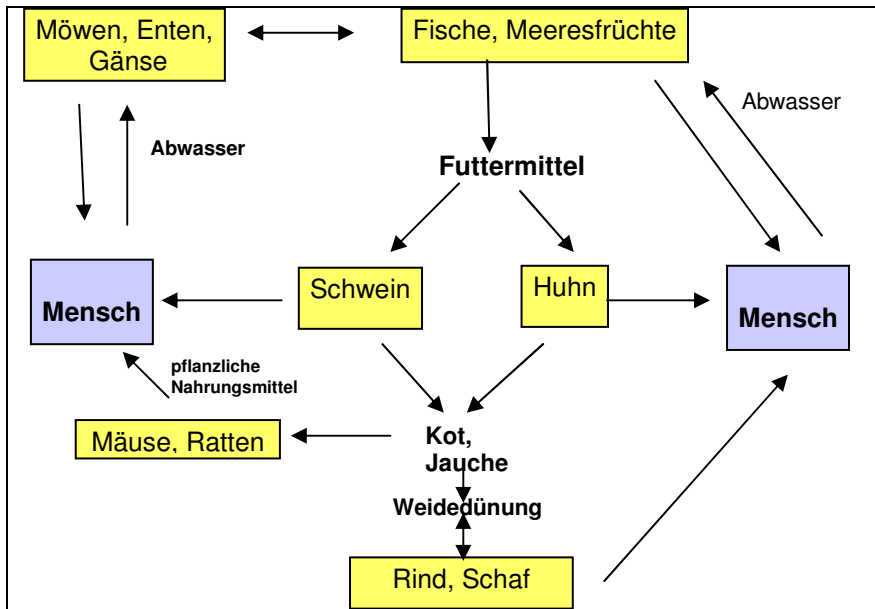 Möwen, Enten,
Gänse
Fische, Meeresfrüchte
Abwasser
Abwasser
Futtermittel
Mensch
Schwein
Huhn
Mensch
pflanzliche
Nahrungsmittel
Mäuse, Ratten
Kot,
Jauche
Weidedünung
Rind, Schaf